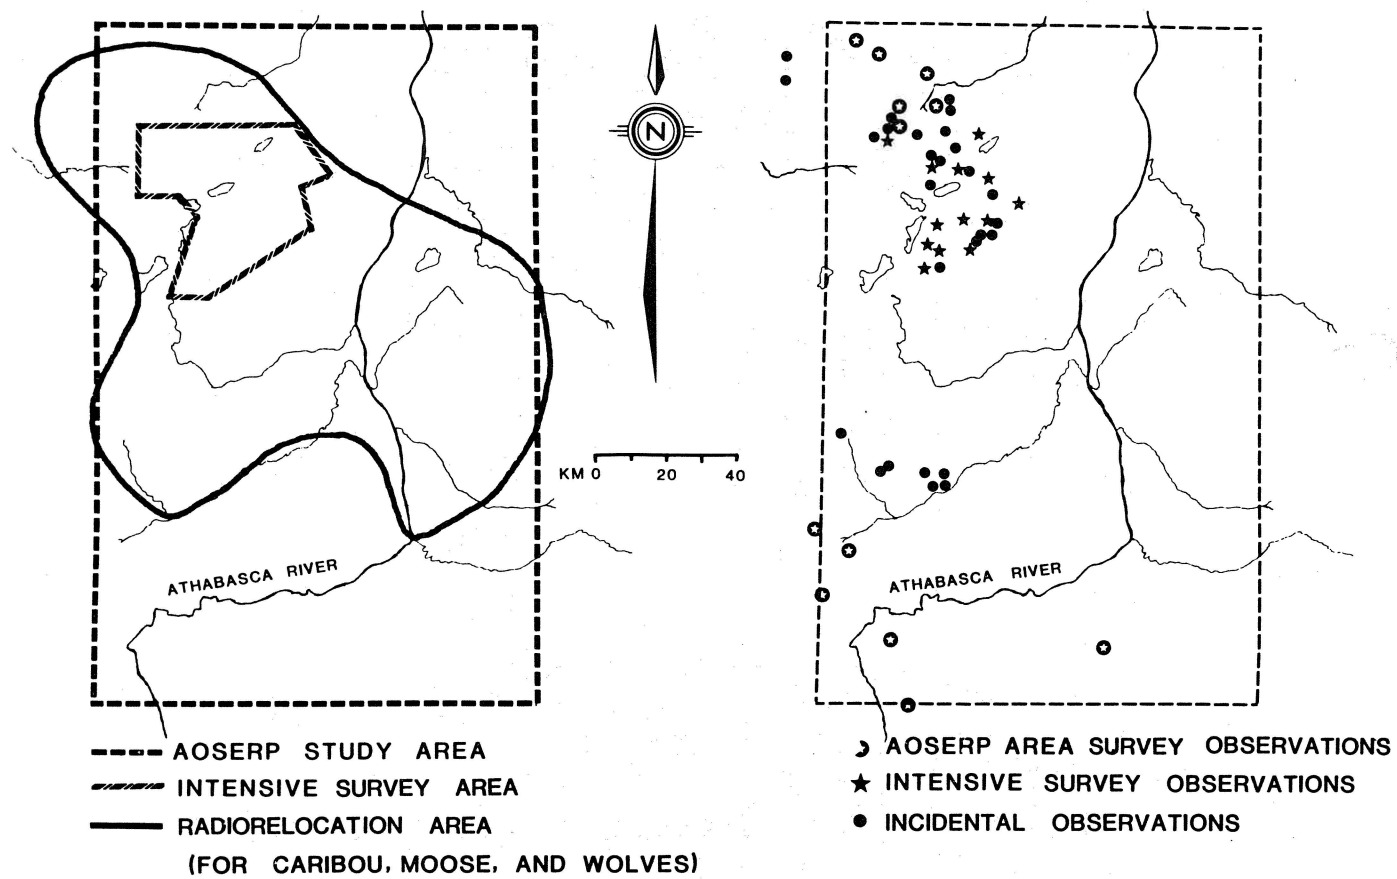 N
KM 0 20 40
ATHABASCA RIVER
AOSERP STUDY AREA
INTENSIVE SURVEY AREA
RADIORELOCATION AREA
(FOR CARIBOU, MOOSE, AND WOLVES)
ATHABASCA RIVER
AOSERP AREA SURVEY OBSERVATIONS
INTENSIVE SURVEY OBSERVATIONS
INCIDENTAL OBSERVATIONS